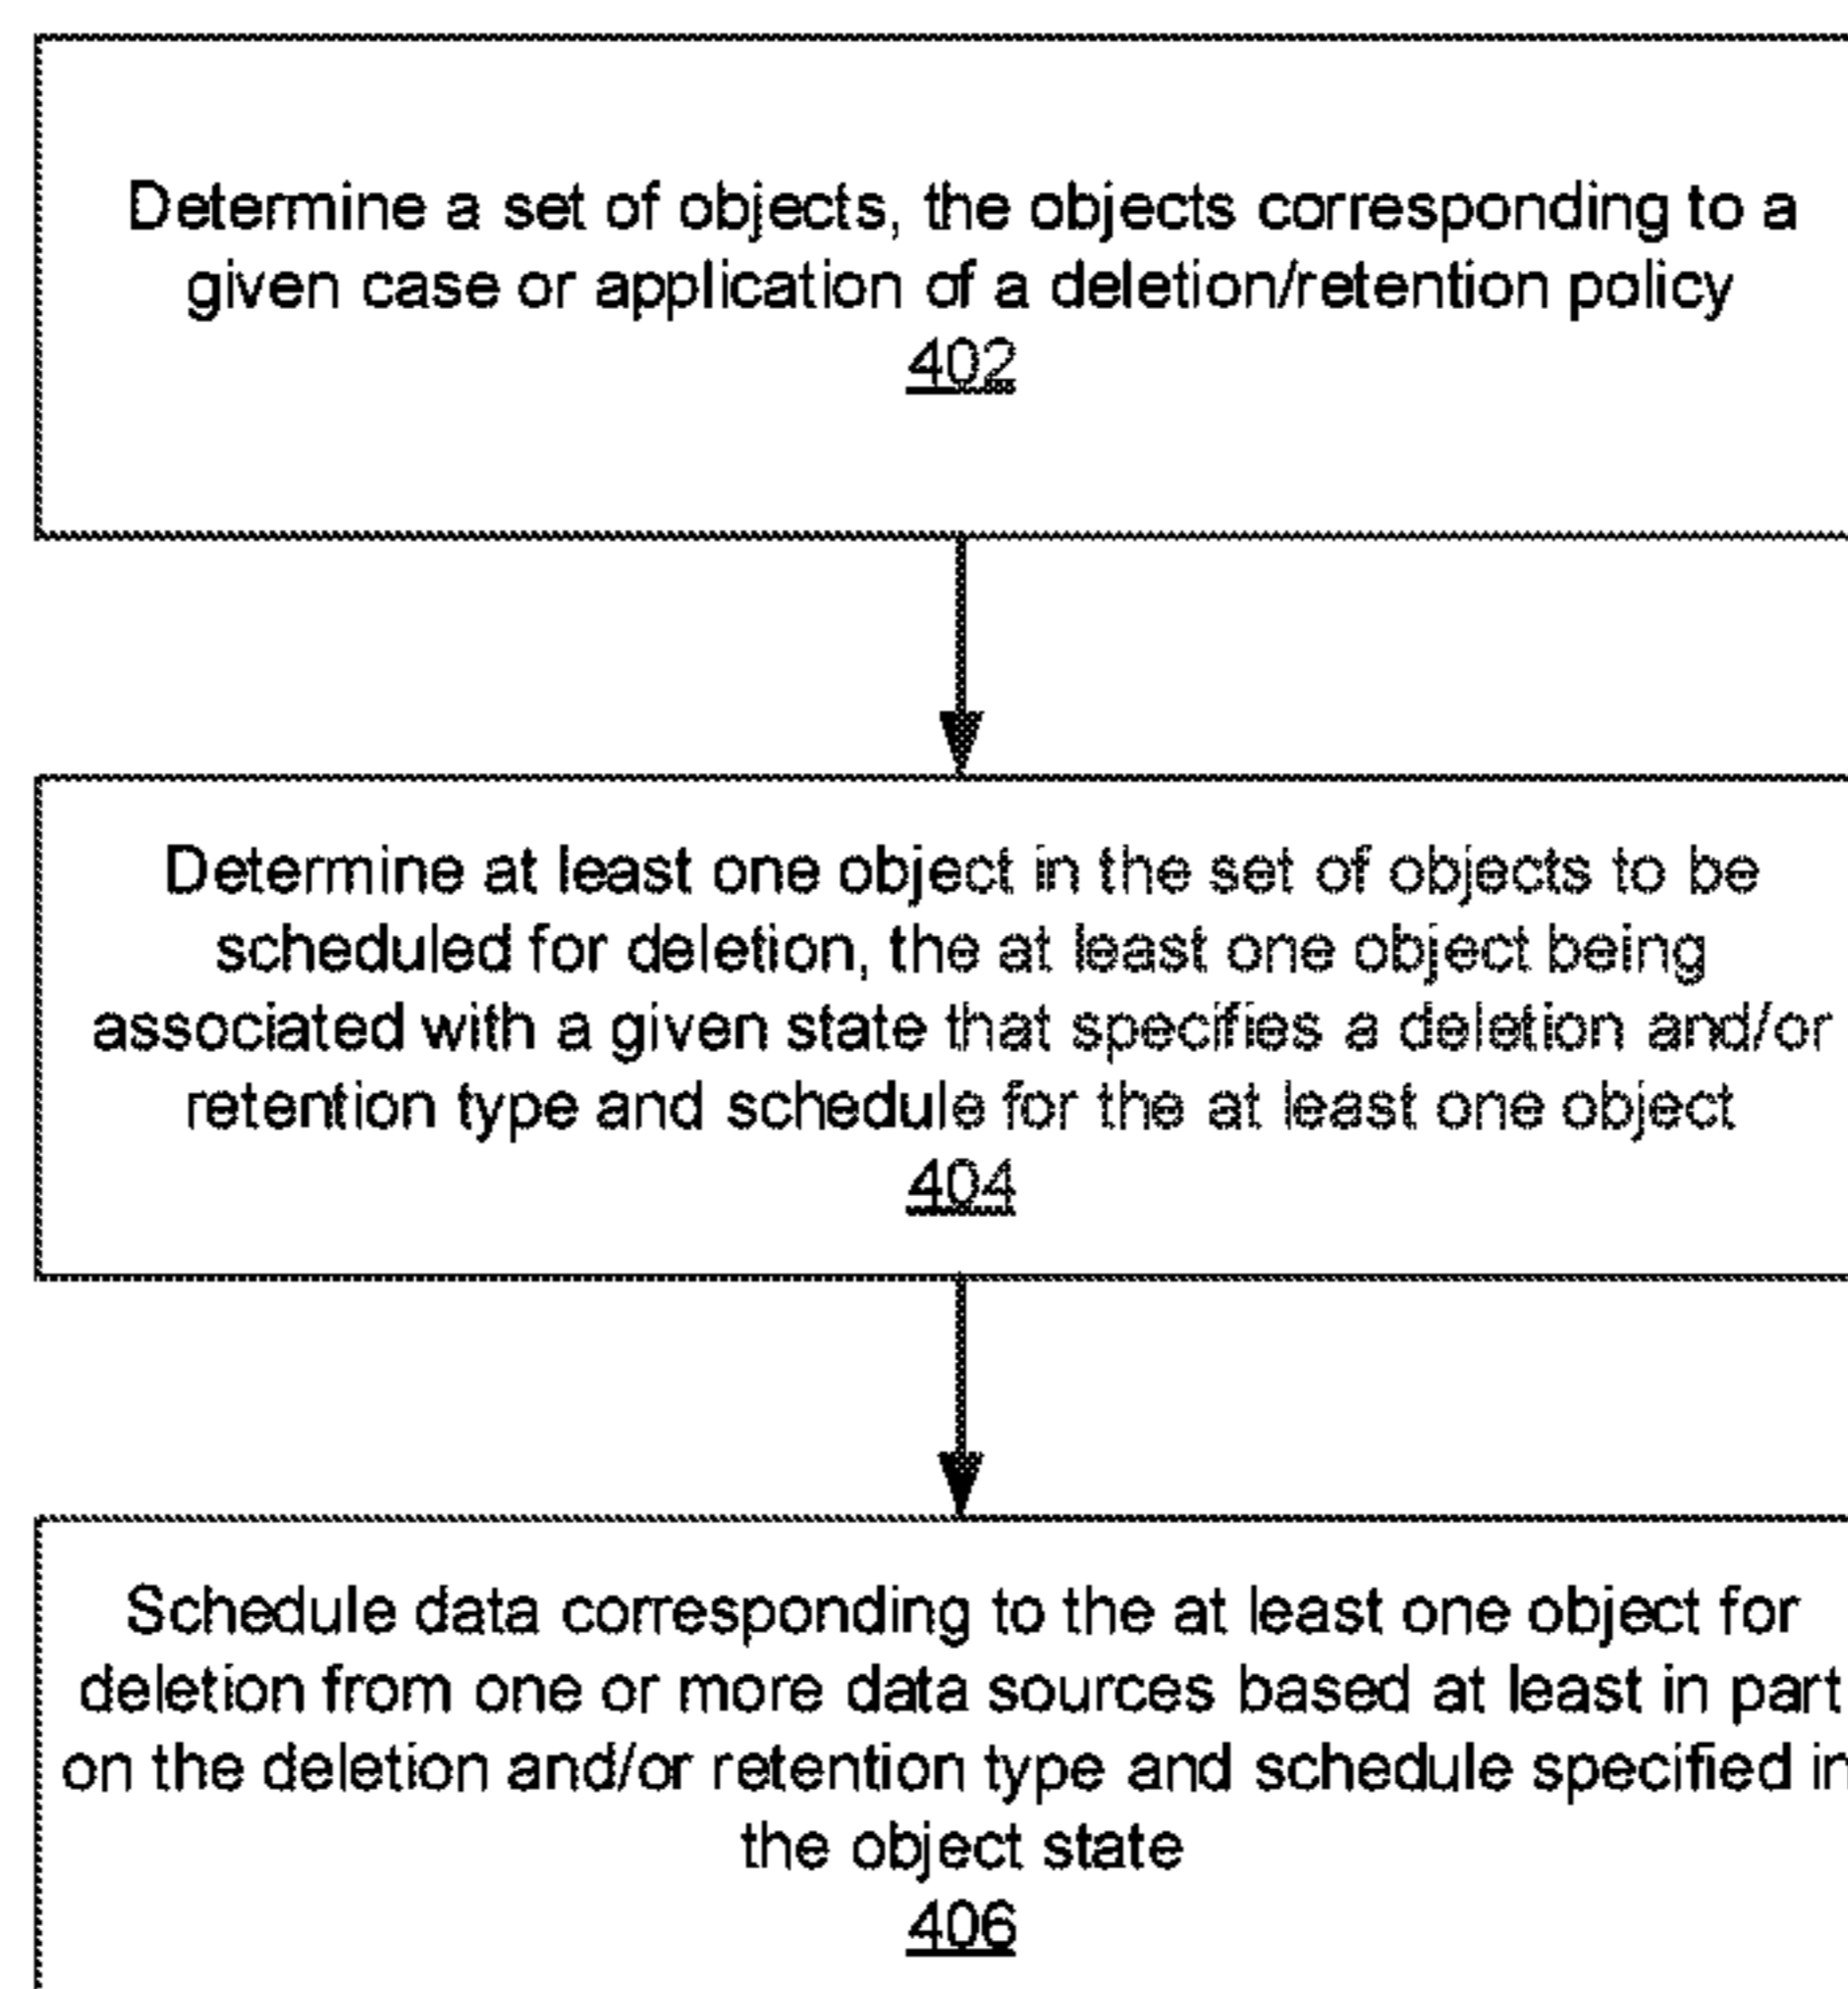 Determine a set of objects, the objects corresponding to a
given case or application of a deletion/retention policy
402
Determine at least one object in the set of objects to be
scheduled for deletion, the at least one object being
associated with a given state that specifies a deletion and/or
retention type and schedule for the at least one object
404
Schedule data corresponding to the at least one object for
deletion from one or more data sources based at least in part
on the deletion and/or retention type and schedule specified in
the object state
406